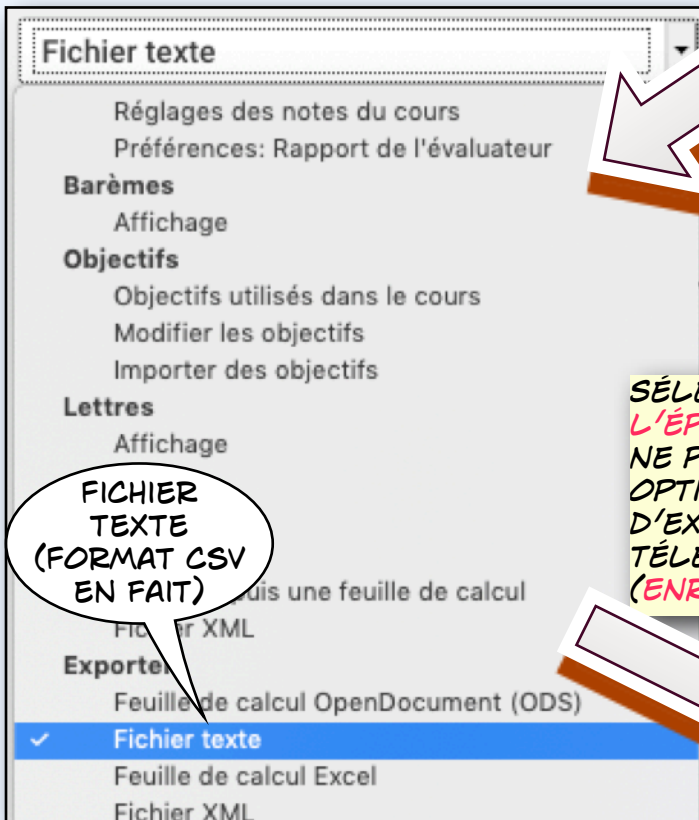 Fichier texte
Réglages des notes du cours
Préférences: Rapport de l'évaluateur
Barèmes
Affichage
Objectifs
Objectifs utilisés dans le cours
Modifier les objectifs
Importer des objectifs
Lettres
Affichage
FICHIER
TEXTE
(FORMAT CSV
EN FAIT)
une feuille de calcul
XML
Exporter
Feuille de calcul OpenDocument (ODS)
✓ Fichier texte
Feuille de calcul Excel
Fichier XML
NE